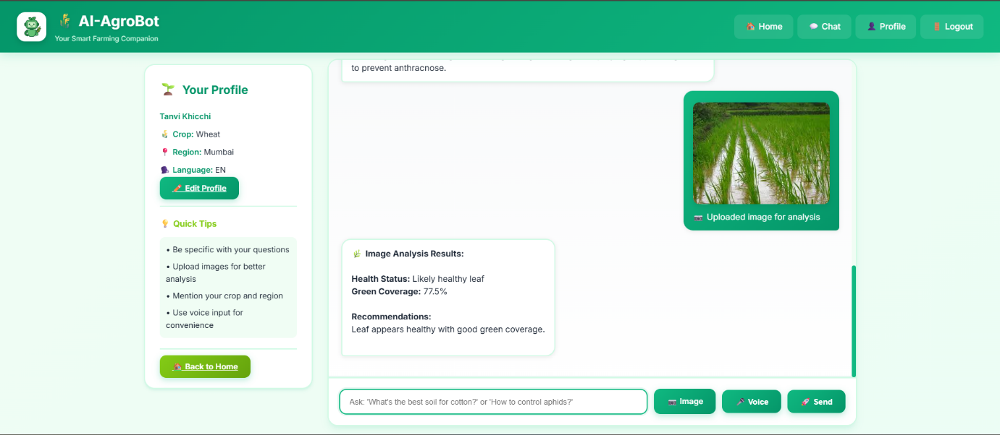 AI-AgroBot
Your Smart Farming Companion
Home
Chat
Profile
Logout
Your Profile
Tanvi Khicchi
Crop: Wheat
Region: Mumbai
Language: EN
Edit Profile
Quick Tips
• Be specific with your questions
• Upload images for better
analysis
• Mention your crop and region
• Use voice input for
convenience
Back to Home
to prevent anthracnose.
Uploaded image for analysis
Image Analysis Results:
Health Status: Likely healthy leaf
Green Coverage: 77.5%
Recommendations:
Leaf appears healthy with good green coverage.
Ask: 'What's the best soil for cotton?' or 'How to control aphids?'
Image
Voice
Send